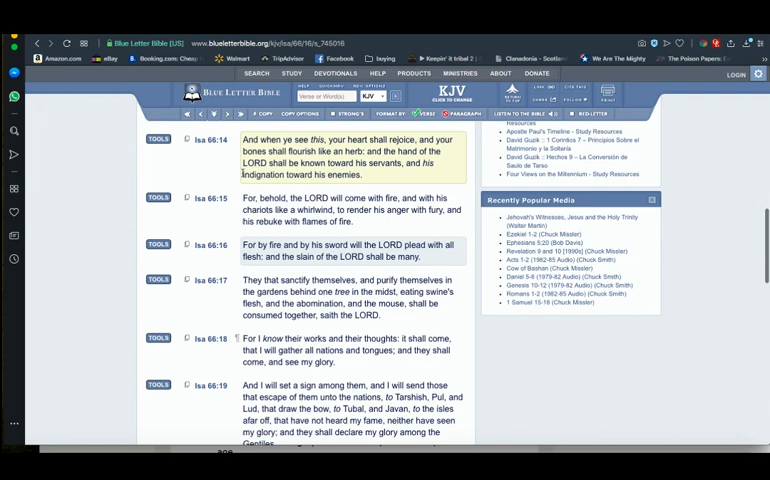 Blue Letter Bible [US]
www.blueletterbible.org/kjv/isa/66/16/s_745016
Amazon.com
eBay
Booking.com: Cheap
Walmart
TripAdvisor
Facebook
buying
Keepin' it tribal 2
Clanadonia - Scotlan
We Are The Mighty
The Poison Papers:
SEARCH STUDY DEVOTIONALS HELP PRODUCTS MINISTRIES ABOUT DONATE
LOGIN
BLUE LETTER BIBLE
Verse or Word(s)
KJV
KJV
CLICK TO CHANGE
RETURN TO TOP
LINK
CITE THIS
SHARE
FOLLOW
PRINT
COPY
COPY OPTIONS
STRONG'S
FORMAT BY
VERSE
PARAGRAPH
LISTEN TO THE BIBLE
RED-LETTER
TOOLS
Isa 66:14
And when ye see this, your heart shall rejoice, and your
bones shall flourish like an herb: and the hand of the
LORD shall be known toward his servants, and his
indignation toward his enemies.
TOOLS
Isa 66:15
For, behold, the LORD will come with fire, and with his
chariots like a whirlwind, to render his anger with fury, and
his rebuke with flames of fire.
TOOLS
Isa 66:16
For by fire and by his sword will the LORD plead with all
flesh: and the slain of the LORD shall be many.
TOOLS
Isa 66:17
They that sanctify themselves, and purify themselves in
the gardens behind one tree in the midst, eating swine's
flesh, and the abomination, and the mouse, shall be
consumed together, saith the LORD.
TOOLS
Isa 66:18
¶ For I know their works and their thoughts: it shall come,
that I will gather all nations and tongues; and they shall
come, and see my glory.
TOOLS
Isa 66:19
And I will set a sign among them, and I will send those
that escape of them unto the nations, to Tarshish, Pul, and
Lud, that draw the bow, to Tubal, and Javan, to the isles
afar off, that have not heard my fame, neither have seen
my glory; and they shall declare my glory among the
Gentiles.
Resources
Apostle Paul's Timeline - Study Resources
David Guzik :: 1 Corintios 7 – Principios Sobre el
Matrimonio y la Soltería
David Guzik :: Hechos 9 – La Conversión de
Saulo de Tarso
Four Views on the Millennium - Study Resources
Recently Popular Media
Jehovah's Witnesses, Jesus and the Holy Trinity
(Walter Martin)
Ezekiel 1-2 (Chuck Missler)
Ephesians 5:20 (Bob Davis)
Revelation 9 and 10 [1990s] (Chuck Missler)
Acts 1-2 (1982-85 Audio) (Chuck Smith)
Cow of Bashan (Chuck Missler)
Daniel 5-8 (1979-82 Audio) (Chuck Smith)
Genesis 10-12 (1979-82 Audio) (Chuck Smith)
Romans 1-2 (1982-85 Audio) (Chuck Smith)
1 Samuel 15-18 (Chuck Missler)